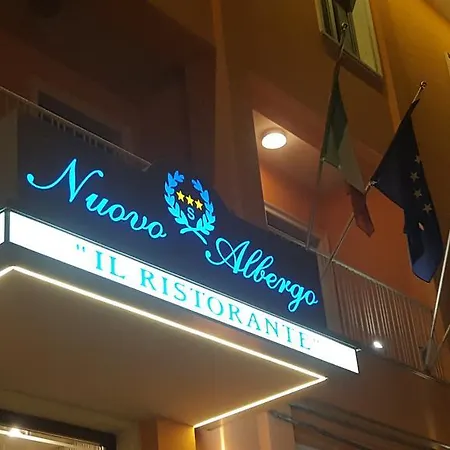 Nuovo Albergo
S
"IL RISTORANTE"